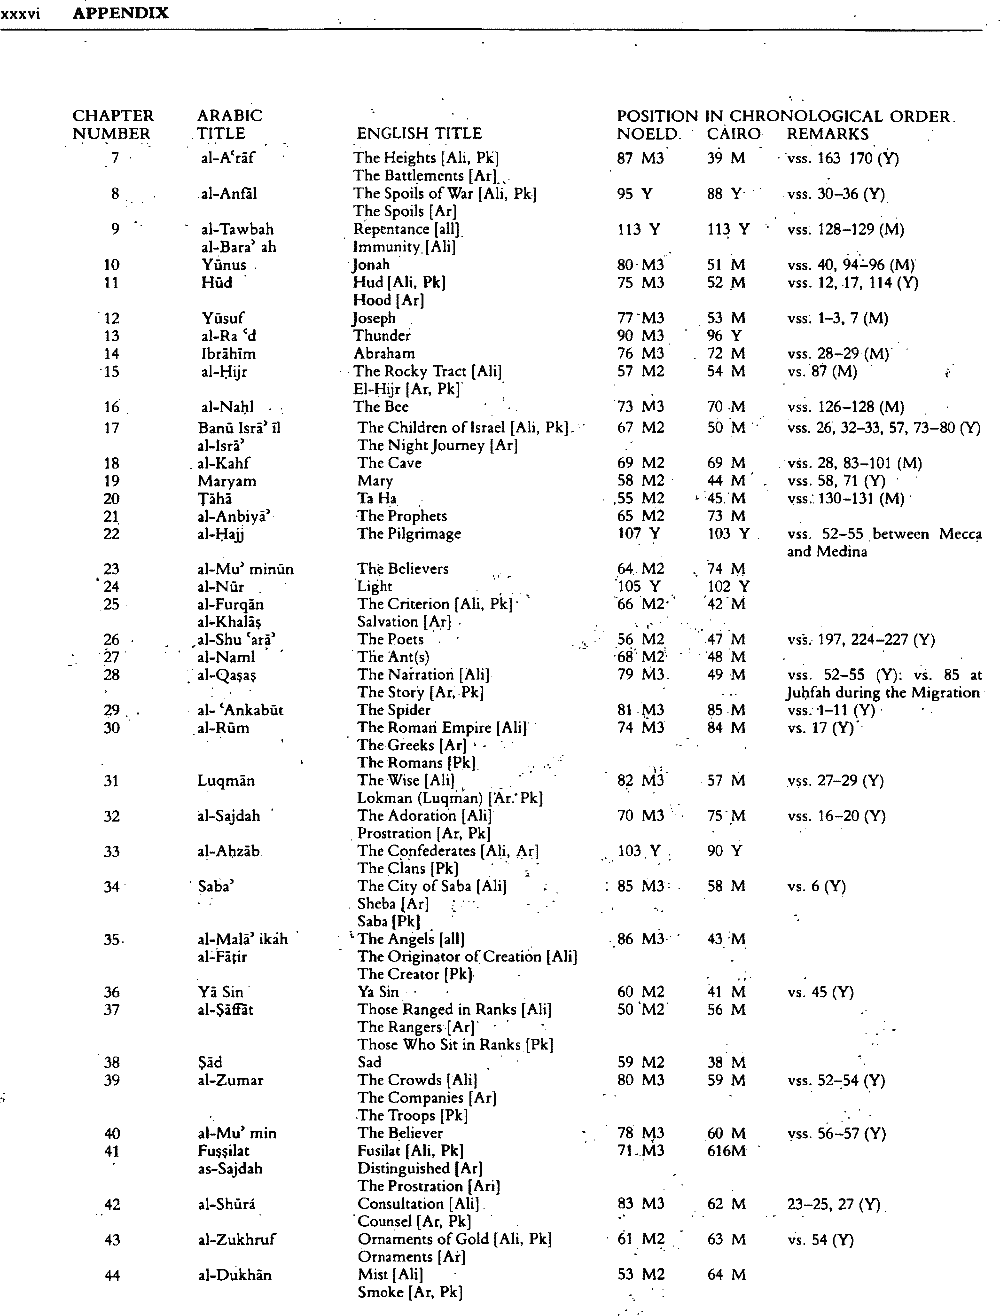 xxxvi APPENDIX
CHAPTER ARABIC POSITION IN CHRONOLOGICAL ORDER
NUMBER TITLE ENGLISH TITLE NOELD. CAIRO REMARKS
7 al-Aʿrāf The Heights [Ali, Pk] 87 M3 39 M vss. 163 170 (Y)
The Battlements [Ar]
8 al-Anfāl The Spoils of War [Ali, Pk] 95 Y 88 Y vss. 30–36 (Y)
The Spoils [Ar]
9 al-Tawbah Repentance [all] 113 Y 113 Y vss. 128–129 (M)
al-Baraʾ ah Immunity [Ali]
10 Yūnus Jonah 80 M3 51 M vss. 40, 94–96 (M)
11 Hūd Hud [Ali, Pk] 75 M3 52 M vss. 12, 17, 114 (Y)
Hood [Ar]
12 Yūsuf Joseph 77 M3 53 M vss. 1–3, 7 (M)
13 al-Ra ʿd Thunder 90 M3 96 Y
14 Ibrāhīm Abraham 76 M3 72 M vss. 28–29 (M)
15 al-Ḥijr The Rocky Tract [Ali] 57 M2 54 M vs. 87 (M)
El-Hijr [Ar, Pk]
16 al-Naḥl The Bee 73 M3 70 M vss. 126–128 (M)
17 Banū Isrāʾ īl The Children of Israel [Ali, Pk] 67 M2 50 M vss. 26, 32–33, 57, 73–80 (Y)
al-Isrāʾ The Night Journey [Ar]
18 al-Kahf The Cave 69 M2 69 M vss. 28, 83–101 (M)
19 Maryam Mary 58 M2 44 M vss. 58, 71 (Y)
20 Ṭāhā Ta Ha 55 M2 45 M vss. 130–131 (M)
21 al-Anbiyāʾ The Prophets 65 M2 73 M
22 al-Ḥajj The Pilgrimage 107 Y 103 Y vss. 52–55 between Mecca
and Medina
23 al-Muʾ minūn The Believers 64 M2 74 M
24 al-Nūr Light 105 Y 102 Y
25 al-Furqān The Criterion [Ali, Pk] 66 M2 42 M
al-Khalāṣ Salvation [Ar]
26 al-Shu ʿarāʾ The Poets 56 M2 47 M vss. 197, 224–227 (Y)
27 al-Naml The Ant(s) 68 M2 48 M
28 al-Qaṣaṣ The Narration [Ali] 79 M3 49 M vss. 52–55 (Y): vs. 85 at
The Story [Ar, Pk] Juḥfah during the Migration
29 al- ʿAnkabūt The Spider 81 M3 85 M vss. 1–11 (Y)
30 al-Rūm The Roman Empire [Ali] 74 M3 84 M vs. 17 (Y)
The Greeks [Ar]
The Romans [Pk]
31 Luqmān The Wise [Ali] 82 M3 57 M vss. 27–29 (Y)
Lokman (Luqman) [Ar. Pk]
32 al-Sajdah The Adoration [Ali] 70 M3 75 M vss. 16–20 (Y)
Prostration [Ar, Pk]
33 al-Aḥzāb The Confederates [Ali, Ar] 103 Y 90 Y
The Clans [Pk]
34 Sabaʾ The City of Saba [Ali] 85 M3 58 M vs. 6 (Y)
Sheba [Ar]
Saba [Pk]
35 al-Malāʾ ikah The Angels [all] 86 M3 43 M
al-Fāṭir The Originator of Creation [Ali]
The Creator [Pk]
36 Yā Sin Ya Sin 60 M2 41 M vs. 45 (Y)
37 al-Ṣāffāt Those Ranged in Ranks [Ali] 50 M2 56 M
The Rangers [Ar]
Those Who Sit in Ranks [Pk]
38 Ṣād Sad 59 M2 38 M
39 al-Zumar The Crowds [Ali] 80 M3 59 M vss. 52–54 (Y)
The Companies [Ar]
The Troops [Pk]
40 al-Muʾ min The Believer 78 M3 60 M vss. 56–57 (Y)
41 Fuṣṣilat Fusilat [Ali, Pk] 71 M3 616M
as-Sajdah Distinguished [Ar]
The Prostration [Ari]
42 al-Shūrá Consultation [Ali] 83 M3 62 M 23–25, 27 (Y)
Counsel [Ar, Pk]
43 al-Zukhruf Ornaments of Gold [Ali, Pk] 61 M2 63 M vs. 54 (Y)
Ornaments [Ar]
44 al-Dukhān Mist [Ali] 53 M2 64 M
Smoke [Ar, Pk]